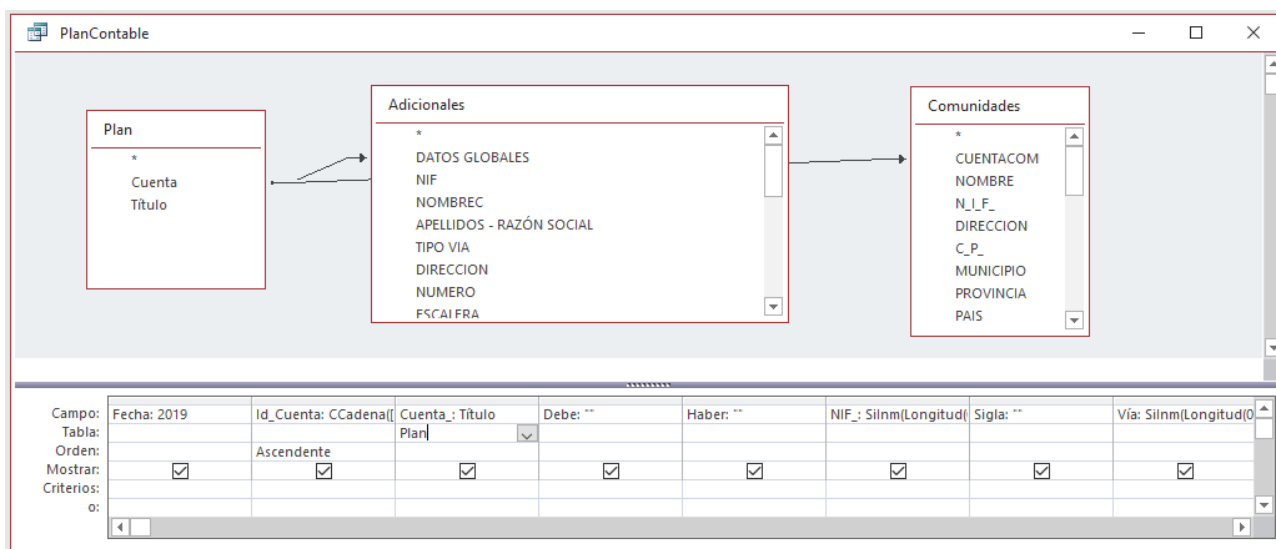 PlanContable
Plan
*
Cuenta
Título
Adicionales
*
DATOS GLOBALES
NIF
NOMBREC
APELLIDOS - RAZÓN SOCIAL
TIPO VIA
DIRECCION
NUMERO
ESCALERA
Comunidades
*
CUENTACOM
NOMBRE
N_I_F_
DIRECCION
C_P_
MUNICIPIO
PROVINCIA
PAIS
Campo: Fecha: 2019 Id_Cuenta: CCadena([ Cuenta_: Título Debe: "" Haber: "" NIF_: SiInm(Longitud( Sigla: "" Vía: SiInm(Longitud(0
Tabla: Plan
Orden: Ascendente
Mostrar:
Criterios:
o: